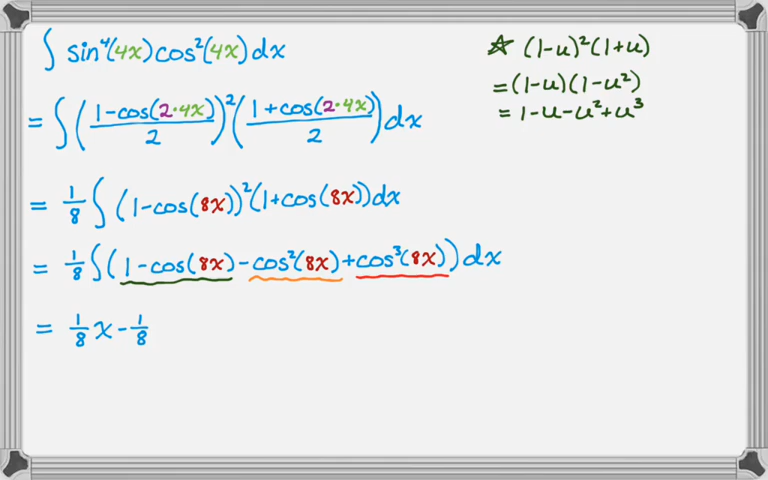 ∫ sin⁴(4x)cos²(4x)dx
= ∫ ((1-cos(2·4x))/2)² ((1+cos(2·4x))/2) dx
= 1/8 ∫ (1-cos(8x))²(1+cos(8x))dx
= 1/8 ∫ (1-cos(8x)-cos²(8x)+cos³(8x))dx
= 1/8 x - 1/8
☆ (1-u)²(1+u)
= (1-u)(1-u²)
= 1-u-u²+u³